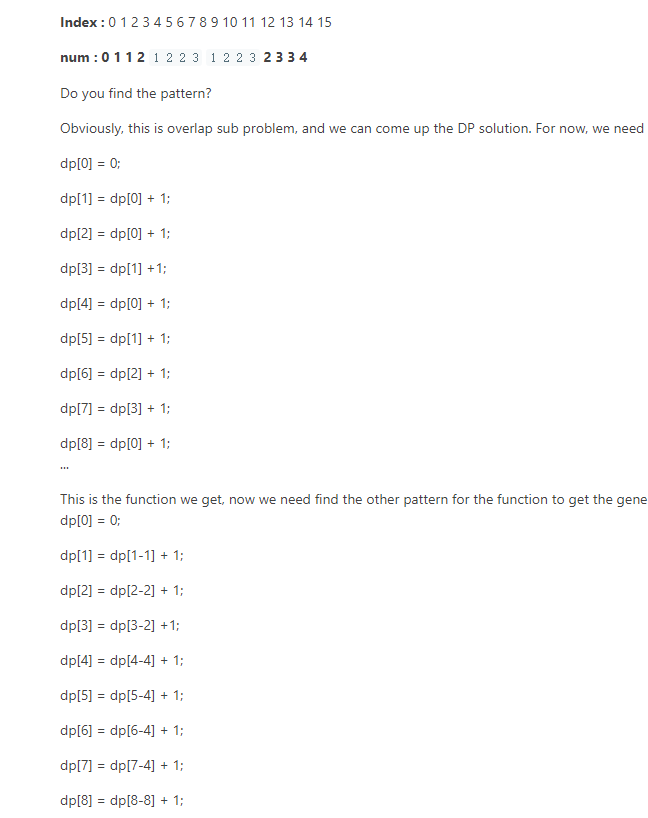 Index : 0 1 2 3 4 5 6 7 8 9 10 11 12 13 14 15
num : 0 1 1 2 1 2 2 3 1 2 2 3 2 3 3 4
Do you find the pattern?
Obviously, this is overlap sub problem, and we can come up the DP solution. For now, we need
dp[0] = 0;
dp[1] = dp[0] + 1;
dp[2] = dp[0] + 1;
dp[3] = dp[1] +1;
dp[4] = dp[0] + 1;
dp[5] = dp[1] + 1;
dp[6] = dp[2] + 1;
dp[7] = dp[3] + 1;
dp[8] = dp[0] + 1;
...
This is the function we get, now we need find the other pattern for the function to get the gene
dp[0] = 0;
dp[1] = dp[1-1] + 1;
dp[2] = dp[2-2] + 1;
dp[3] = dp[3-2] +1;
dp[4] = dp[4-4] + 1;
dp[5] = dp[5-4] + 1;
dp[6] = dp[6-4] + 1;
dp[7] = dp[7-4] + 1;
dp[8] = dp[8-8] + 1;